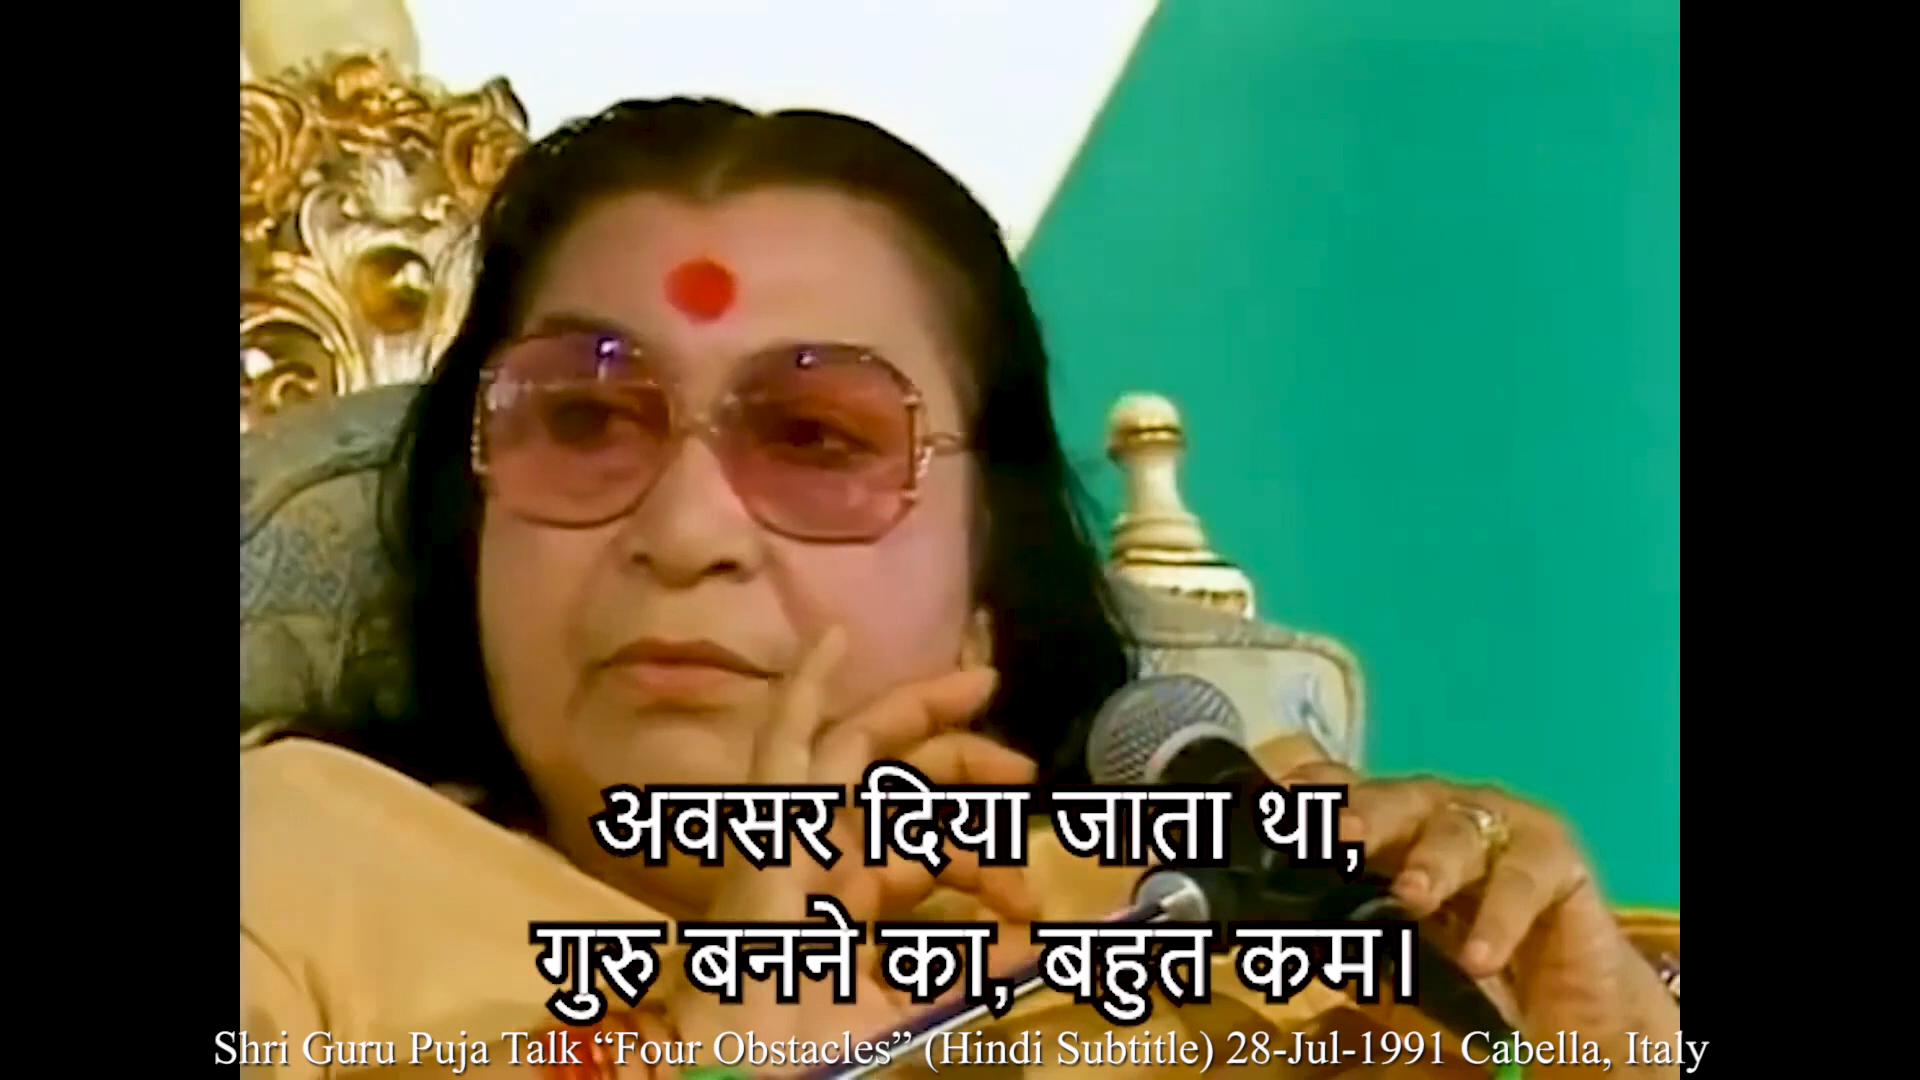 अवसर दिया जाता था,
गुरु बनने का, बहुत कम।
Shri Guru Puja Talk “Four Obstacles” (Hindi Subtitle) 28-Jul-1991 Cabella, Italy